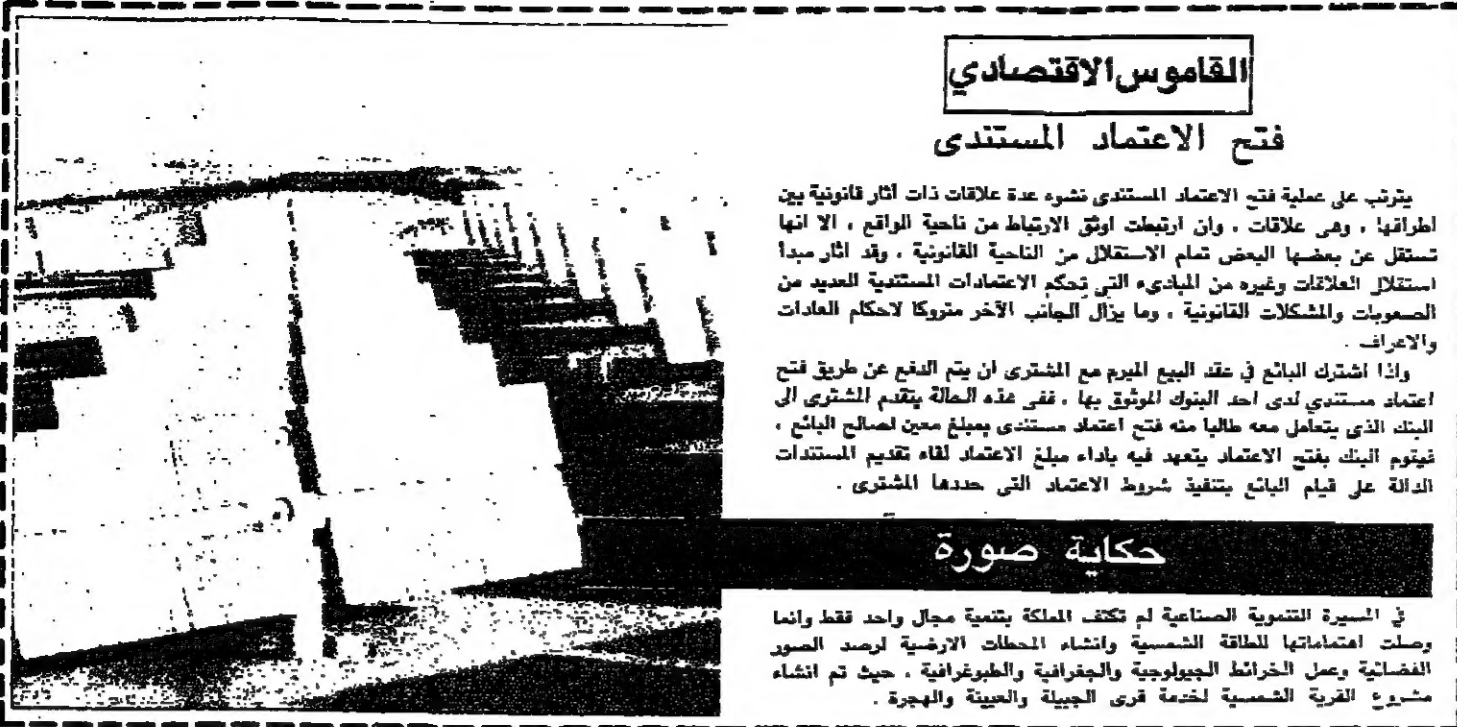 القاموس الاقتصادي
فتح الاعتماد المستندى
يترتب على عملية فتح الاعتماد المستندى نشوء عدة علاقات ذات اثار قانونية بين
اطرافها ، وهى علاقات ، وان ارتبطت اوثق الارتباط من ناحية الواقع ، الا انها
تستقل عن بعضها البعض تمام الاستقلال من الناحية القانونية ، وقد اثار مبدا
استقلال العلاقات وغيره من المبادىء التي تحكم الاعتمادات المستندية العديد من
الصعوبات والمشكلات القانونية ، وما يزال الجانب الآخر متروكا لاحكام العادات
والاعراف .
واذا اشترك البائع في عقد البيع المبرم مع المشترى ان يتم الدفع عن طريق فتح
اعتماد مستندي لدى احد البنوك الموثوق بها ، ففى هذه الحالة يتقدم المشترى الى
البنك الذى يتعامل معه طالبا منه فتح اعتماد مستندى بمبلغ معين لصالح البائع ،
فيقوم البنك بفتح الاعتماد يتعهد فيه باداء مبلغ الاعتماد لقاء تقديم المستندات
الدالة على قيام البائع بتنفيذ شروط الاعتماد التى حددها المشترى .
حكاية صورة
في المسيرة التنموية الصناعية لم تكتف المملكة بتنمية مجال واحد فقط وانما
وصلت اهتماماتها للطاقة الشمسية وانشاء المحطات الارضية لرصد الصور
الفضائية وعمل الخرائط الجيولوجية والجغرافية والطبوغرافية ، حيث تم انشاء
مشروع القرية الشمسية لخدمة قرى الجبيلة والعيينة والهجرة .